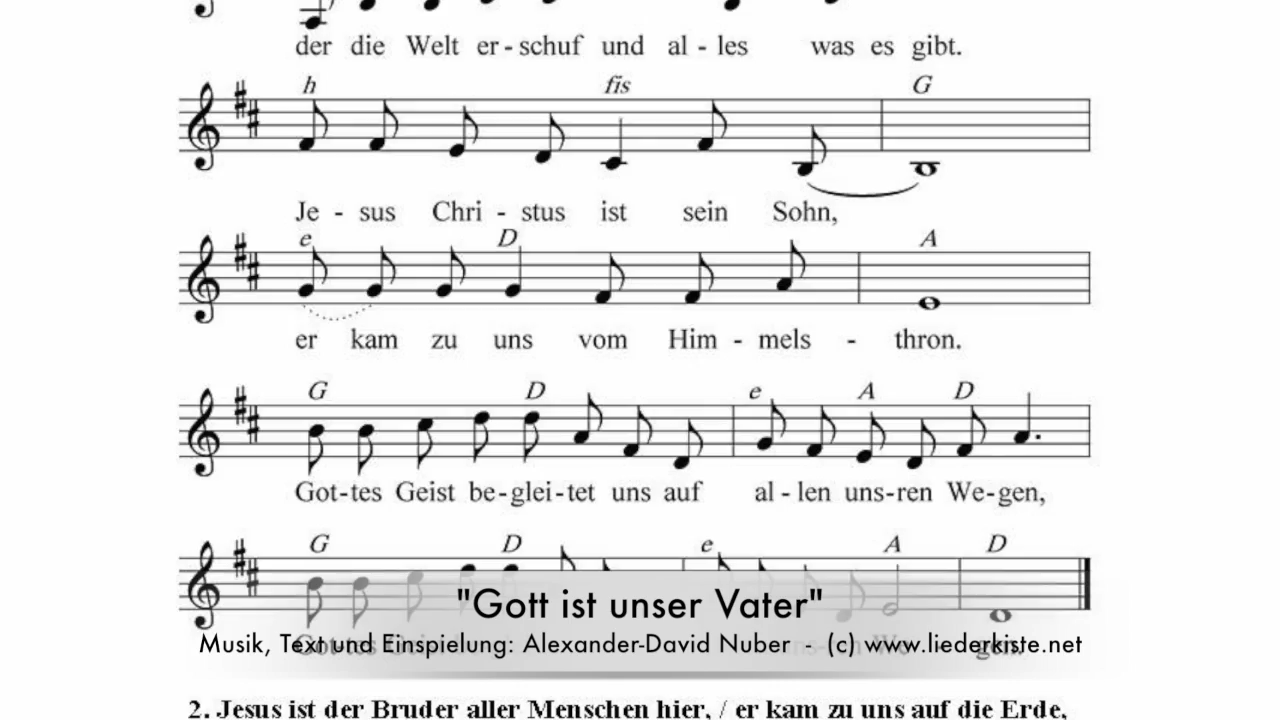 der die Welt er - schuf und al - les was es gibt.
h fis G
Je - sus Chri - stus ist sein Sohn,
e D A
er kam zu uns vom Him - mels - thron.
G D e A D
Got-tes Geist be-glei-tet uns auf al-len uns-ren We-gen,
G D e A D
"Gott ist unser Vater"
Musik, Text und Einspielung: Alexander-David Nuber - (c) www.liederkiste.net
2. Jesus ist der Bruder aller Menschen hier, / er kam zu uns auf die Erde,